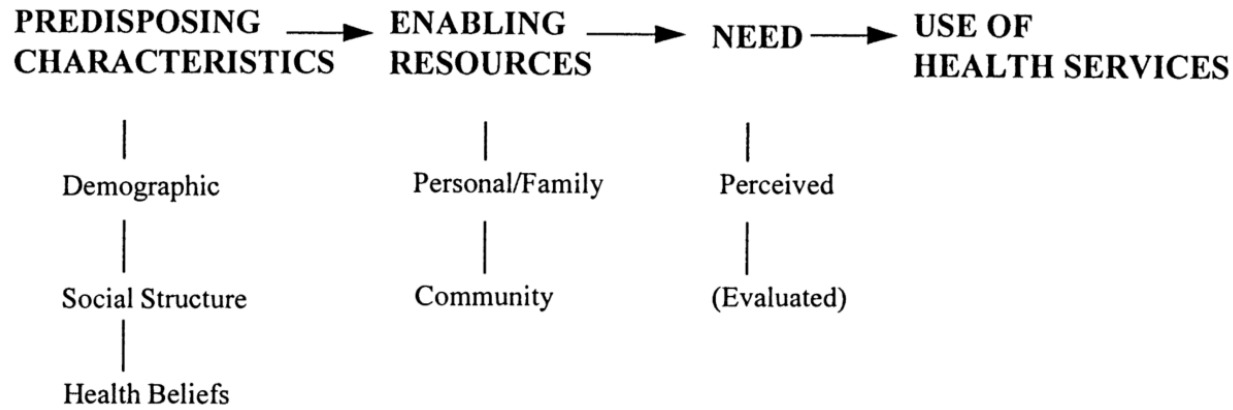 PREDISPOSING
CHARACTERISTICS
ENABLING
RESOURCES
NEED
USE OF
HEALTH SERVICES
Demographic
Personal/Family
Perceived
Social Structure
Community
(Evaluated)
Health Beliefs